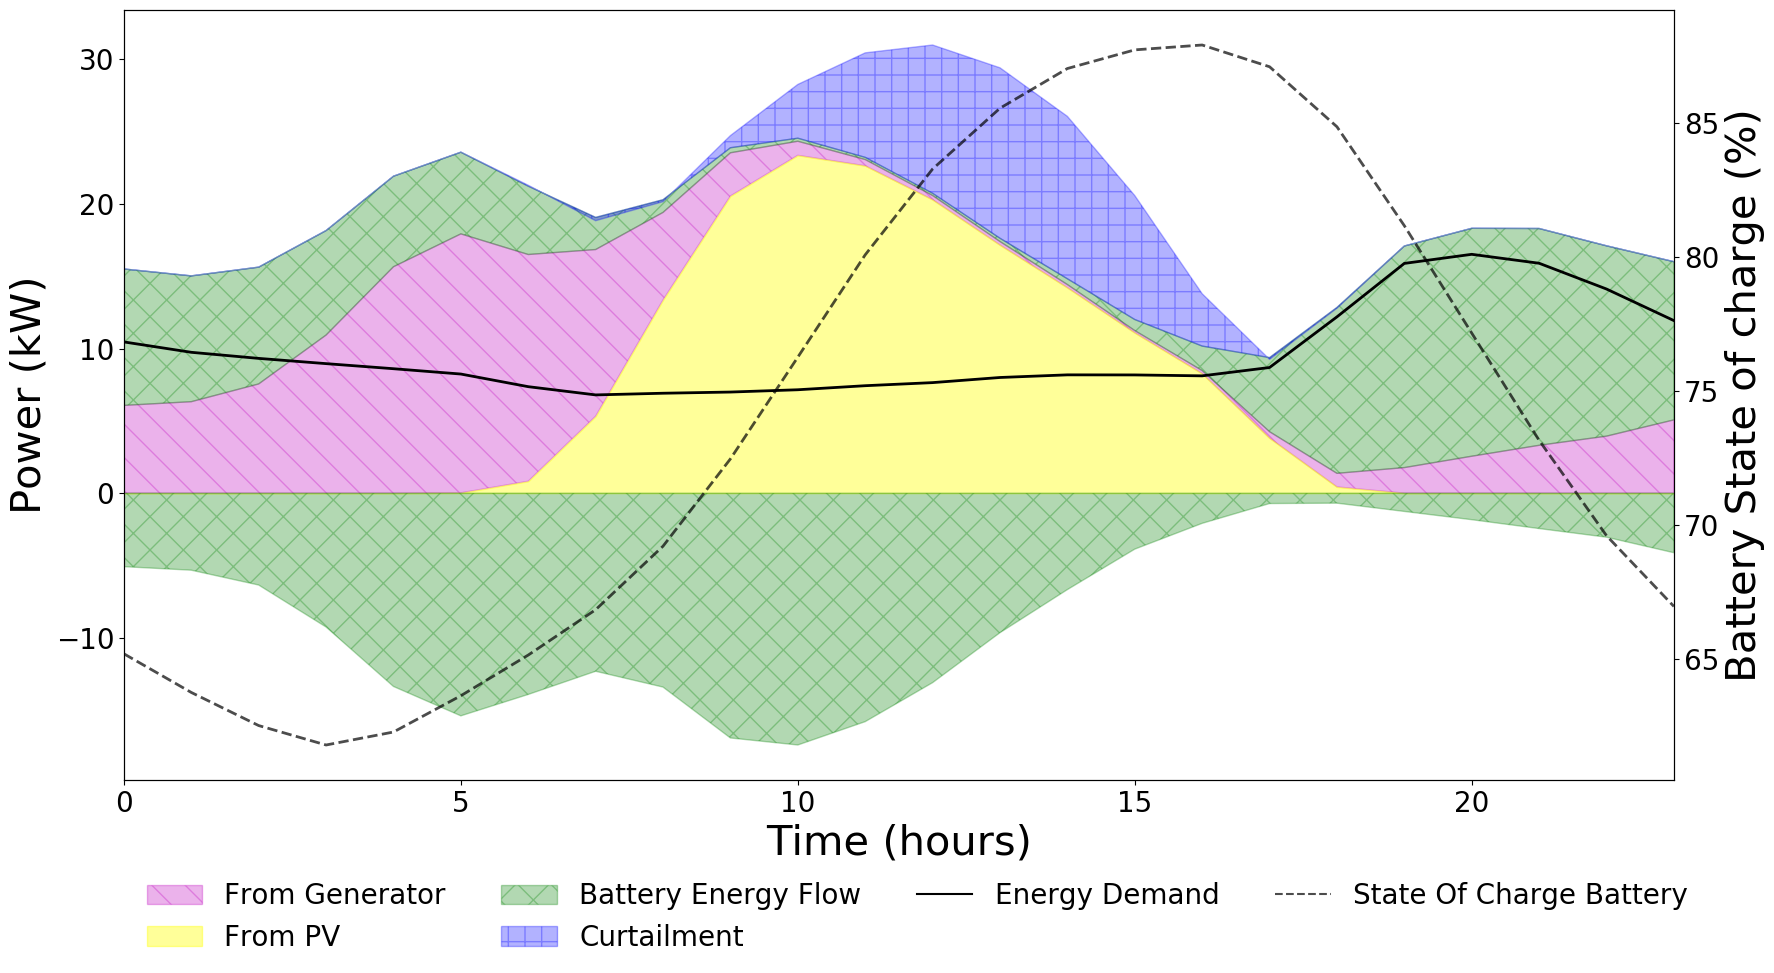 30
20
10
0
−10
Power (kW)
85
80
75
70
65
Battery State of charge (%)
0 5 10 15 20
Time (hours)
From Generator Battery Energy Flow Energy Demand State Of Charge Battery
From PV Curtailment